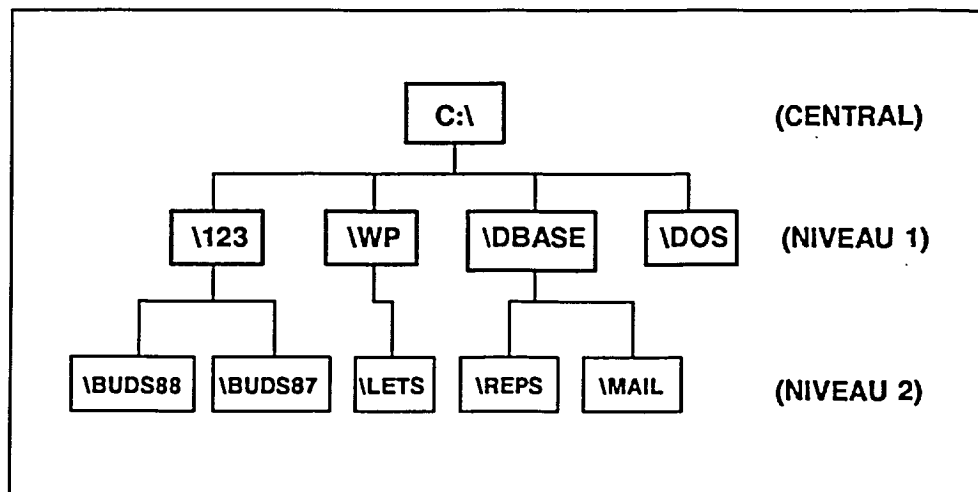 C:\ (CENTRAL)
\123 \WP \DBASE \DOS (NIVEAU 1)
\BUDS88 \BUDS87 \LETS \REPS \MAIL (NIVEAU 2)